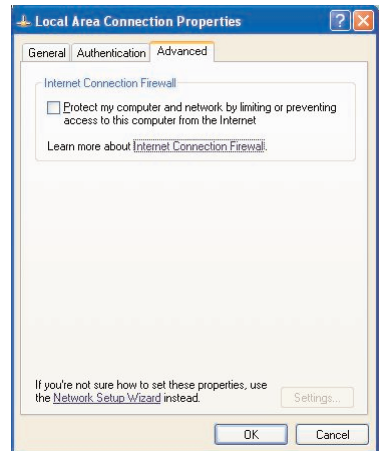 Local Area Connection Properties
General Authentication Advanced
Internet Connection Firewall
Protect my computer and network by limiting or preventing
access to this computer from the Internet
Learn more about Internet Connection Firewall.
If you're not sure how to set these properties, use
the Network Setup Wizard instead.
Settings...
OK Cancel